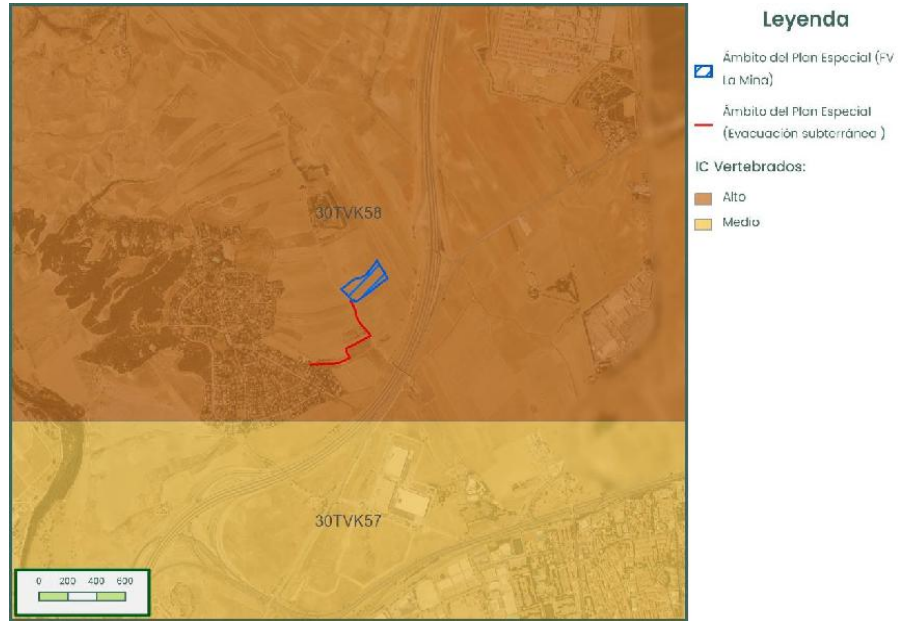 Leyenda
Ámbito del Plan Especial (FV
La Mina)
Ámbito del Plan Especial
(Evacuación subterránea )
IC Vertebrados:
Alto
Medio
30TVK58
30TVK57
0 200 400 600